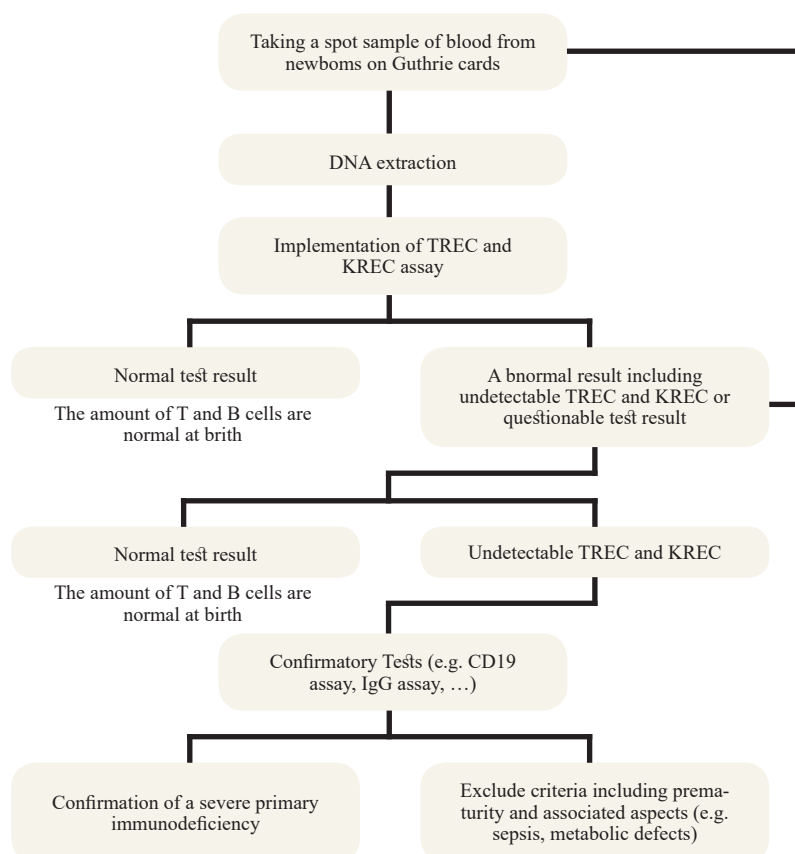 Taking a spot sample of blood from
newboms on Guthrie cards
DNA extraction
Implementation of TREC and
KREC assay
Normal test result
The amount of T and B cells are
normal at brith
A bnormal result including
undetectable TREC and KREC or
questionable test result
Normal test result
The amount of T and B cells are
normal at birth
Undetectable TREC and KREC
Confirmatory Tests (e.g. CD19
assay, IgG assay, …)
Confirmation of a severe primary
immunodeficiency
Exclude criteria including prema-
turity and associated aspects (e.g.
sepsis, metabolic defects)